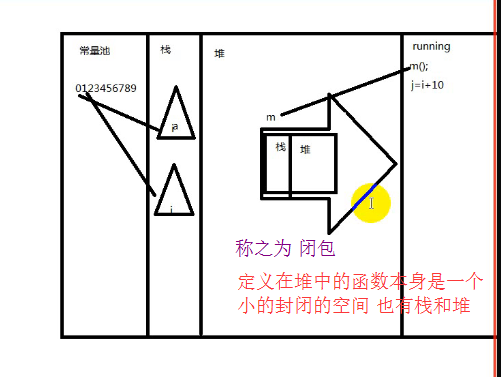 常量池
栈
堆
running
0123456789
m();
j=i+10
m
栈
堆
i
称之为 闭包
定义在堆中的函数本身是一个
小的封闭的空间 也有栈和堆